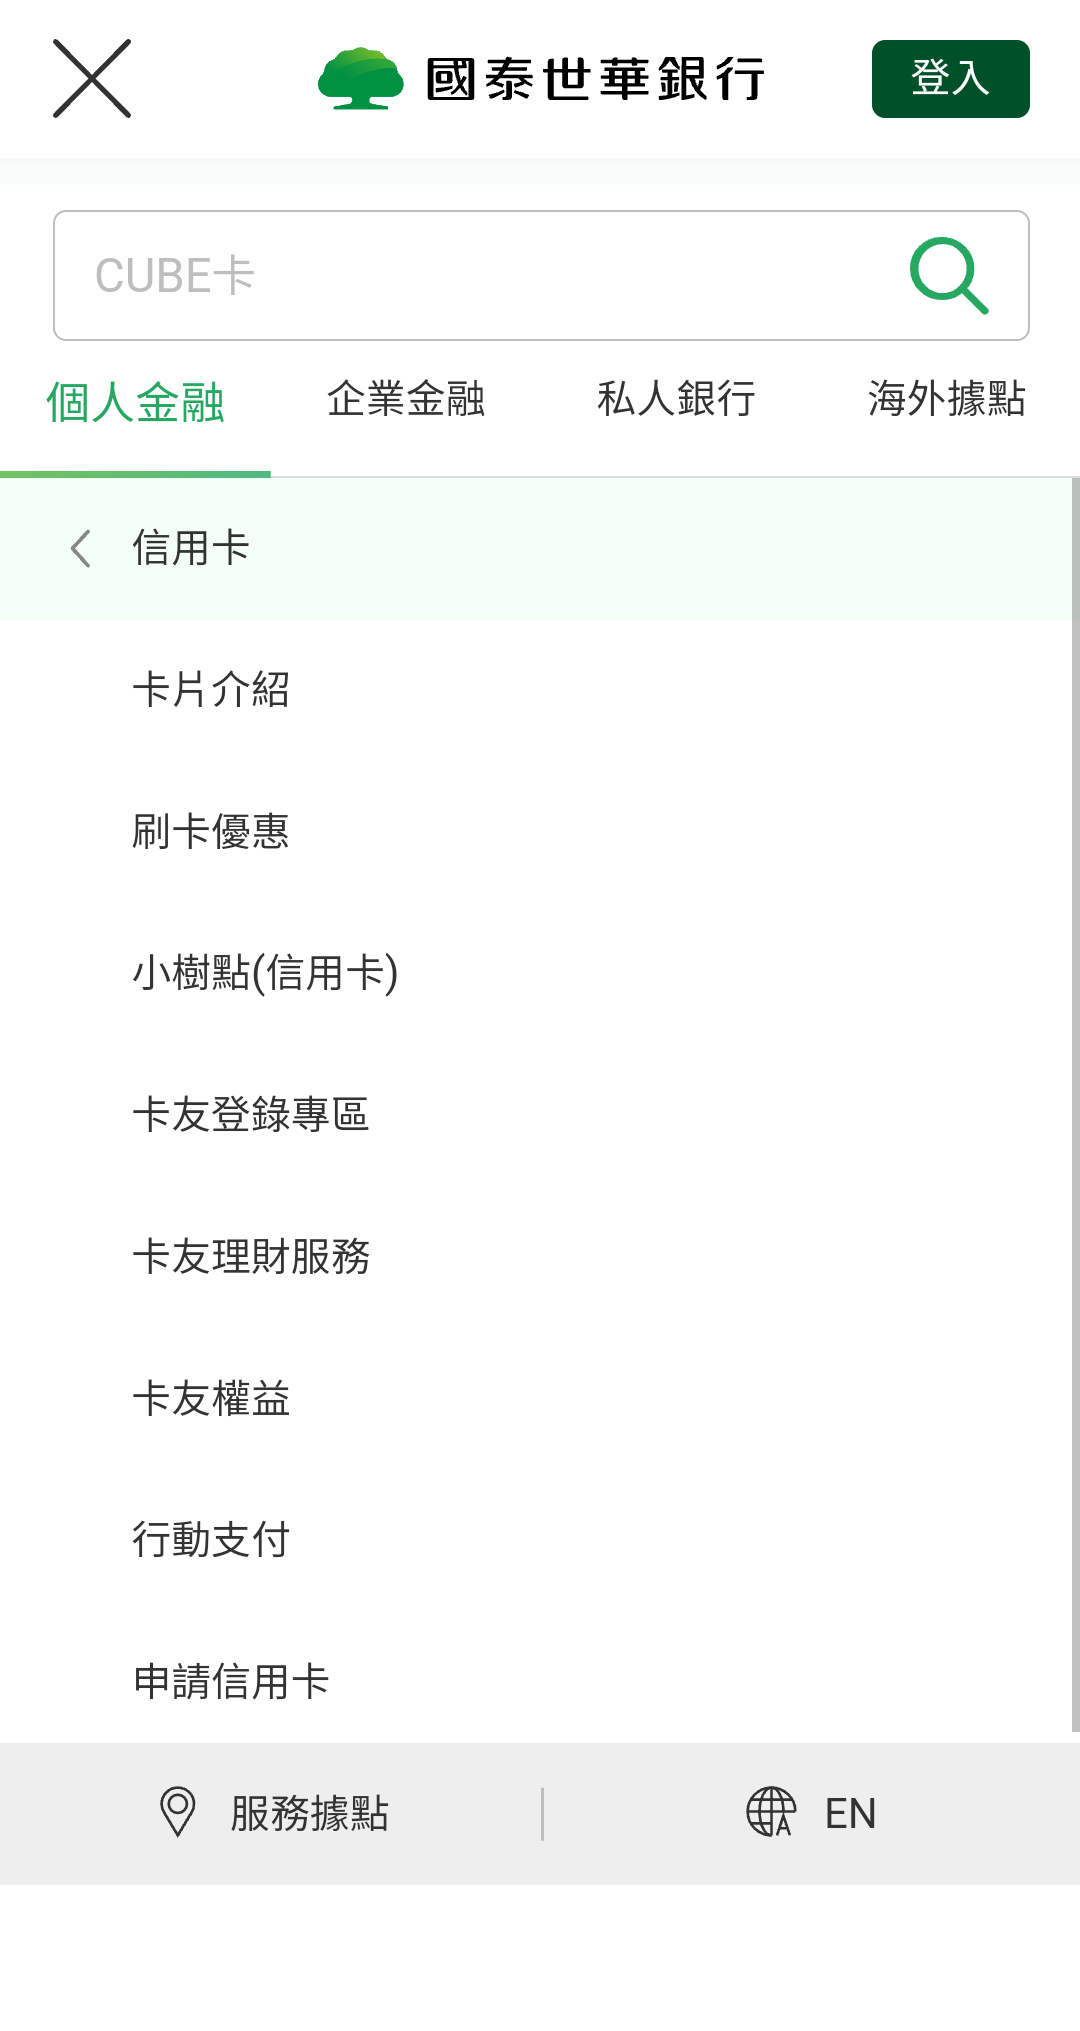 國泰世華銀行
登入
CUBE卡
個人金融 企業金融 私人銀行 海外據點
信用卡
卡片介紹
刷卡優惠
小樹點(信用卡)
卡友登錄專區
卡友理財服務
卡友權益
行動支付
申請信用卡
服務據點 EN